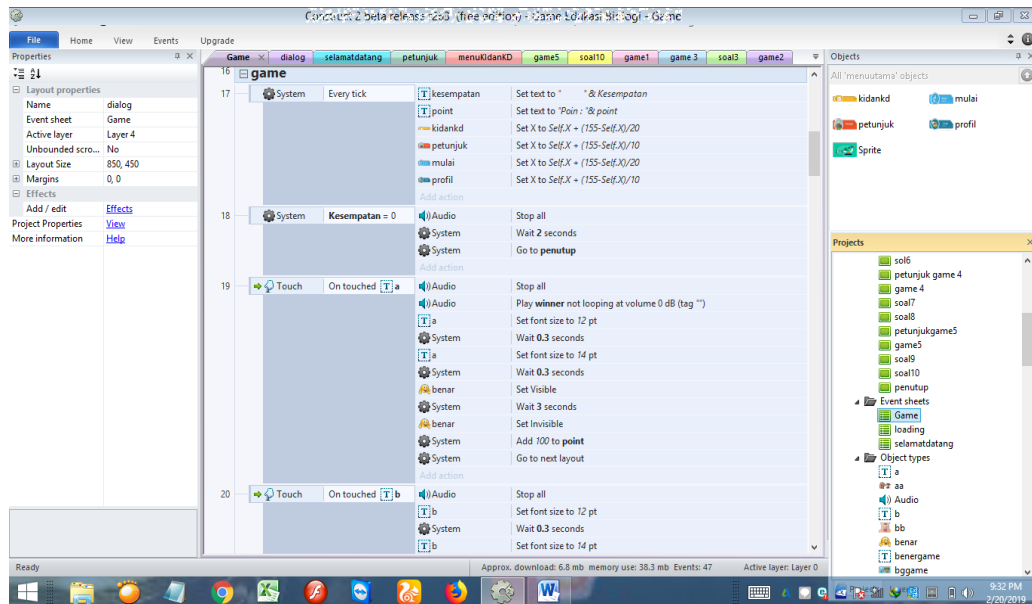 Construct 2 beta release r253 (free edition) - Game Edukasi Biologi - Game
File Home View Events Upgrade
Properties
Layout properties
Name dialog
Event sheet Game
Active layer Layer 4
Unbounded scro... No
Layout Size 850, 450
Margins 0, 0
Effects
Add / edit Effects
Project Properties View
More information Help
Game dialog selamatdatang petunjuk menuKIdanKD game5 soal10 game1 game 3 soal3 game2
16 game
17 System Every tick T kesempatan Set text to " "& Kesempatan
T point Set text to "Poin : "& point
kidankd Set X to Self.X + (155-Self.X)/20
petunjuk Set X to Self.X + (155-Self.X)/10
mulai Set X to Self.X + (155-Self.X)/20
profil Set X to Self.X + (155-Self.X)/10
Add action
18 System Kesempatan = 0 Audio Stop all
System Wait 2 seconds
System Go to penutup
Add action
19 Touch On touched T a Audio Stop all
Audio Play winner not looping at volume 0 dB (tag "")
T a Set font size to 12 pt
System Wait 0.3 seconds
T a Set font size to 14 pt
System Wait 0.3 seconds
benar Set Visible
System Wait 3 seconds
benar Set Invisible
System Add 100 to point
System Go to next layout
Add action
20 Touch On touched T b Audio Stop all
T b Set font size to 12 pt
System Wait 0.3 seconds
T b Set font size to 14 pt
Objects
All 'menuutama' objects
kidankd mulai
petunjuk profil
Sprite
Projects
sol6
petunjuk game 4
game 4
soal7
soal8
petunjukgame5
game5
soal9
soal10
penutup
Event sheets
Game
loading
selamatdatang
Object types
T a
aa
Audio
T b
bb
benar
T benergame
bggame
Ready Approx. download: 6.8 mb memory use: 38.3 mb Events: 47 Active layer: Layer 0
9:32 PM
2/20/2019